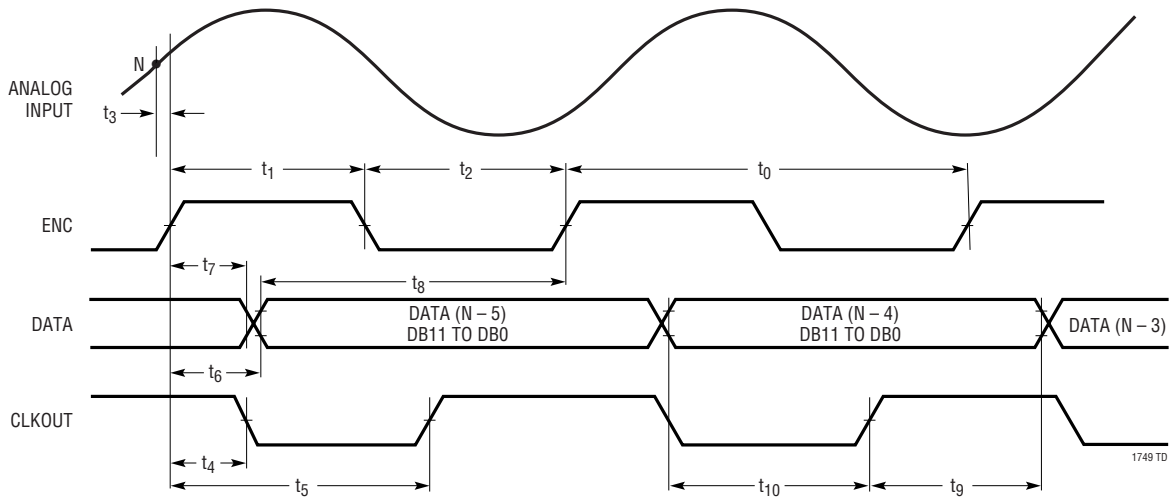 N
ANALOG
INPUT
t3
t1
t2
t0
ENC
t7
t8
DATA
DATA (N – 5)
DB11 TO DB0
DATA (N – 4)
DB11 TO DB0
DATA (N – 3)
t6
CLKOUT
1749 TD
t4
t5
t10
t9